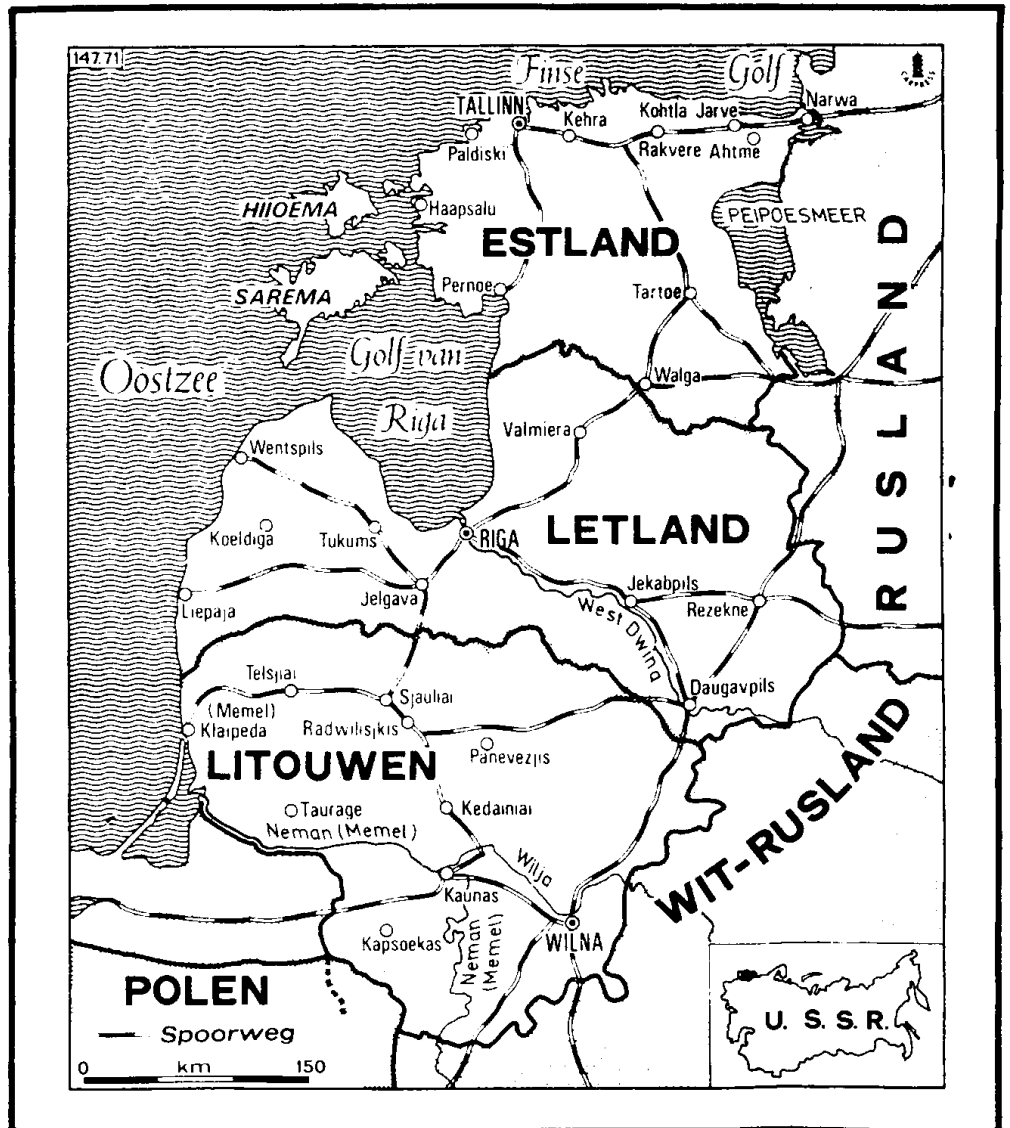 147.71
Finse Golf
CARPRESS
TALLINN
Kehra
Kohtla Jarve
Narwa
Paldiski
Rakvere Ahtme
HIIOEMA
Haapsalu
PEIPOESMEER
ESTLAND
SAREMA
Pernoe
Tartoe
Golf van
Riga
Oostzee
Walga
Valmiera
Wentspils
RUSLAND
Koeldiga
Tukums
RIGA
LETLAND
Jelgava
Jekabpils
Rezekne
Liepaja
West Dwina
Telsjiai
Sjauliai
Daugavpils
(Memel)
Klaipeda
Radwilisjkis
Panevezjis
LITOUWEN
WIT-RUSLAND
Taurage
Neman (Memel)
Kedainiai
Wilja
Kaunas
Kapsoekas
Neman
(Memel)
WILNA
POLEN
Spoorweg
0 km 150
U. S. S. R.